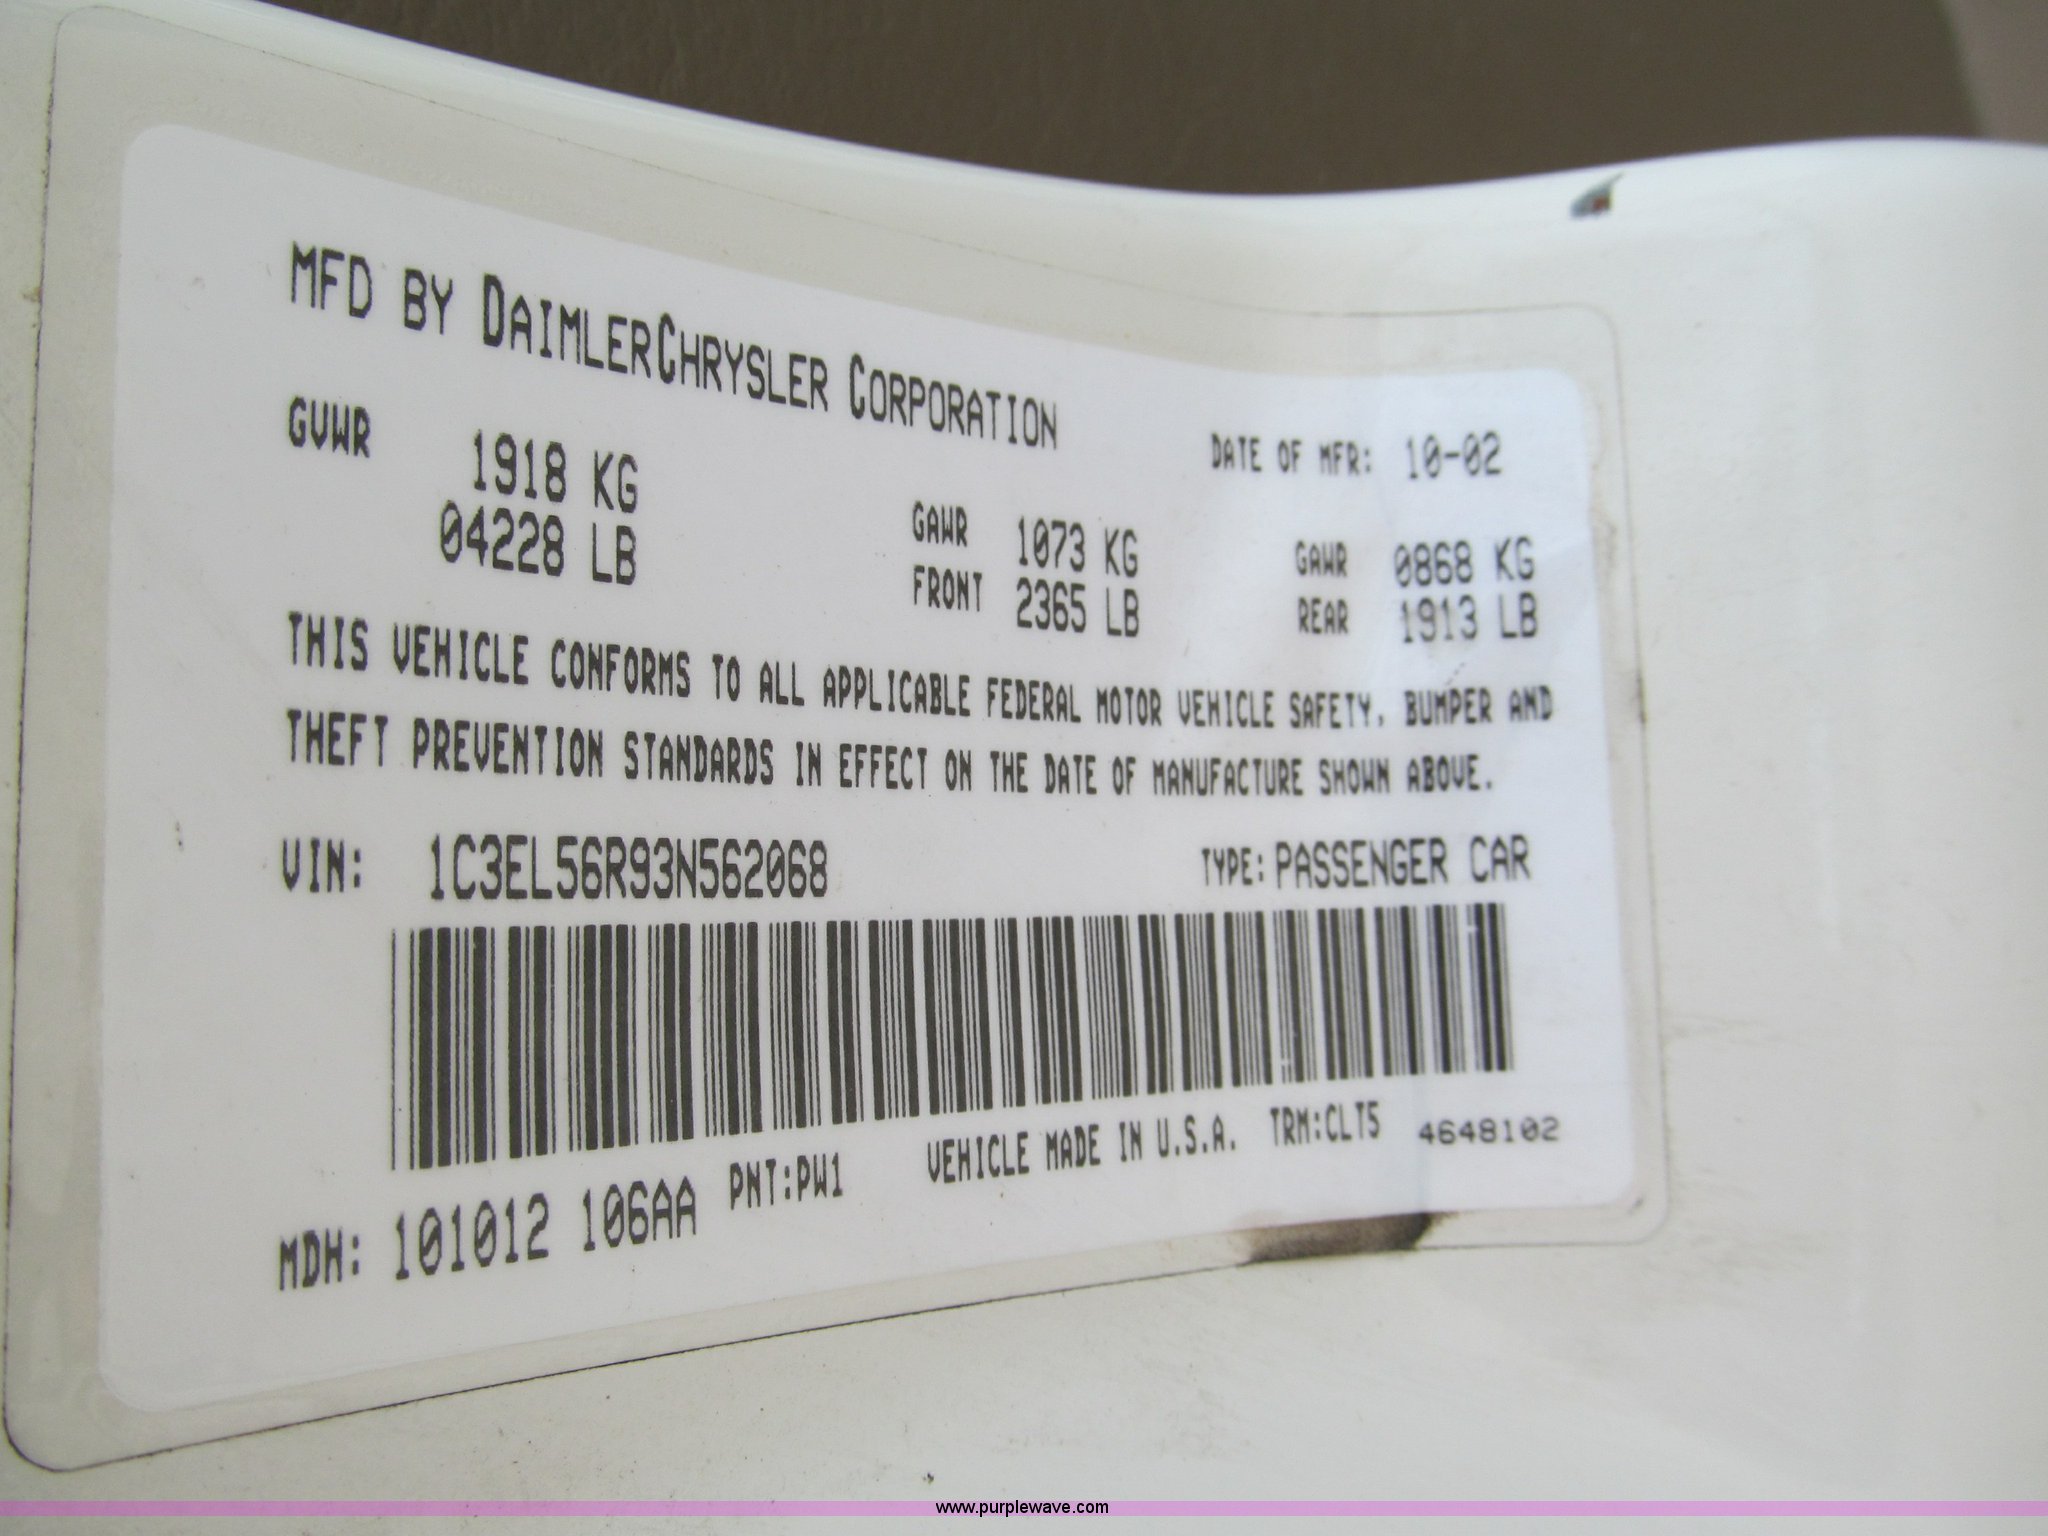 MFD BY DAIMLERCHRYSLER CORPORATION
DATE OF MFR: 10-02
GVWR 1918 KG
04228 LB
GAWR 1073 KG
FRONT 2365 LB
GAWR 0868 KG
REAR 1913 LB
THIS VEHICLE CONFORMS TO ALL APPLICABLE FEDERAL MOTOR VEHICLE SAFETY, BUMPER AND
THEFT PREVENTION STANDARDS IN EFFECT ON THE DATE OF MANUFACTURE SHOWN ABOVE.
VIN: 1C3EL56R93N562068
TYPE: PASSENGER CAR
MDH: 101012 106AA PNT:PW1 VEHICLE MADE IN U.S.A. TRM:CLT5 4648102
www.purplewave.com